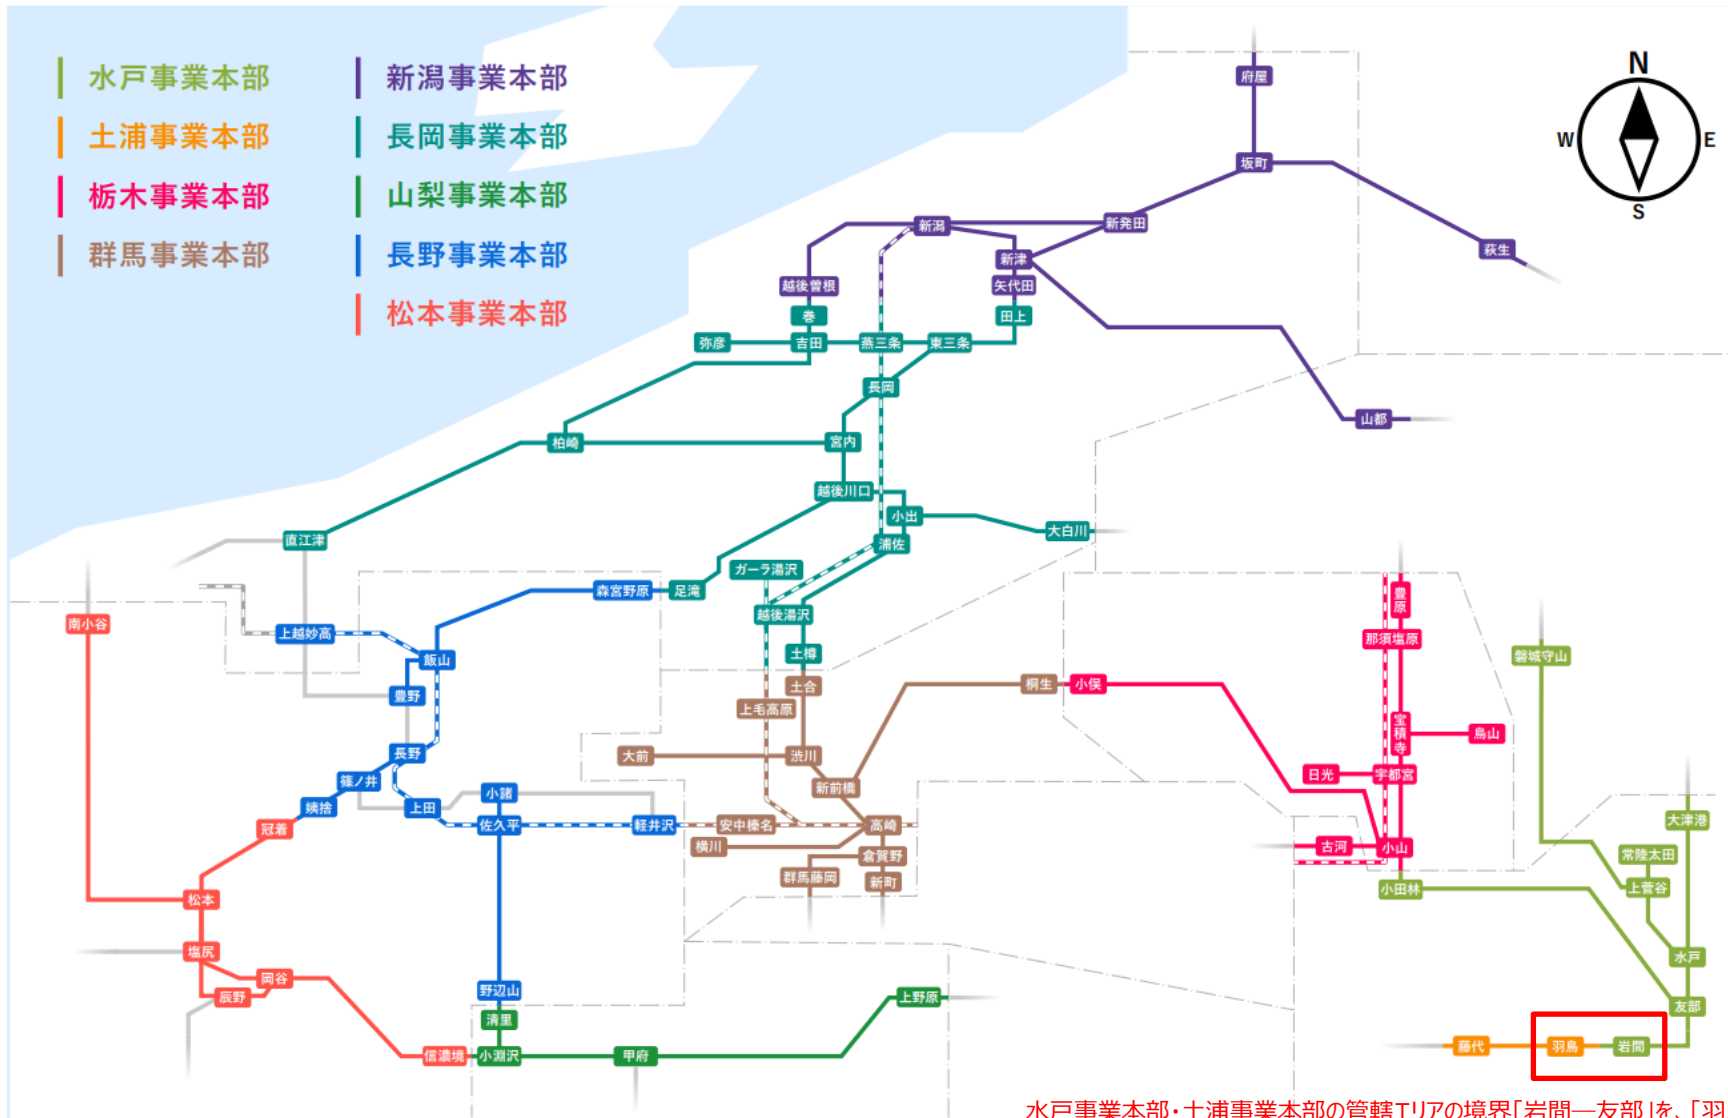 水戸事業本部
土浦事業本部
栃木事業本部
群馬事業本部
新潟事業本部
長岡事業本部
山梨事業本部
長野事業本部
松本事業本部
N
W
E
S
府屋
坂町
新発田
新潟
萩生
新津
越後曽根
矢代田
巻
田上
弥彦
吉田
燕三条
東三条
長岡
山都
柏崎
宮内
越後川口
小出
大白川
直江津
浦佐
ガーラ湯沢
森宮野原
足滝
豊原
越後湯沢
南小谷
上越妙高
那須塩原
土樽
磐城守山
飯山
土合
桐生
小俣
豊野
上毛高原
宝積寺
烏山
長野
大前
渋川
日光
宇都宮
篠ノ井
新前橋
小諸
姨捨
上田
大津港
冠着
佐久平
軽井沢
安中榛名
高崎
横川
古河
小山
倉賀野
常陸太田
群馬藤岡
新町
上菅谷
小田林
松本
塩尻
水戸
岡谷
辰野
野辺山
上野原
友部
清里
信濃境
小淵沢
甲府
藤代
羽鳥
岩間
水戸事業本部・土浦事業本部の管轄エリアの境界「岩間―友部」を、「羽